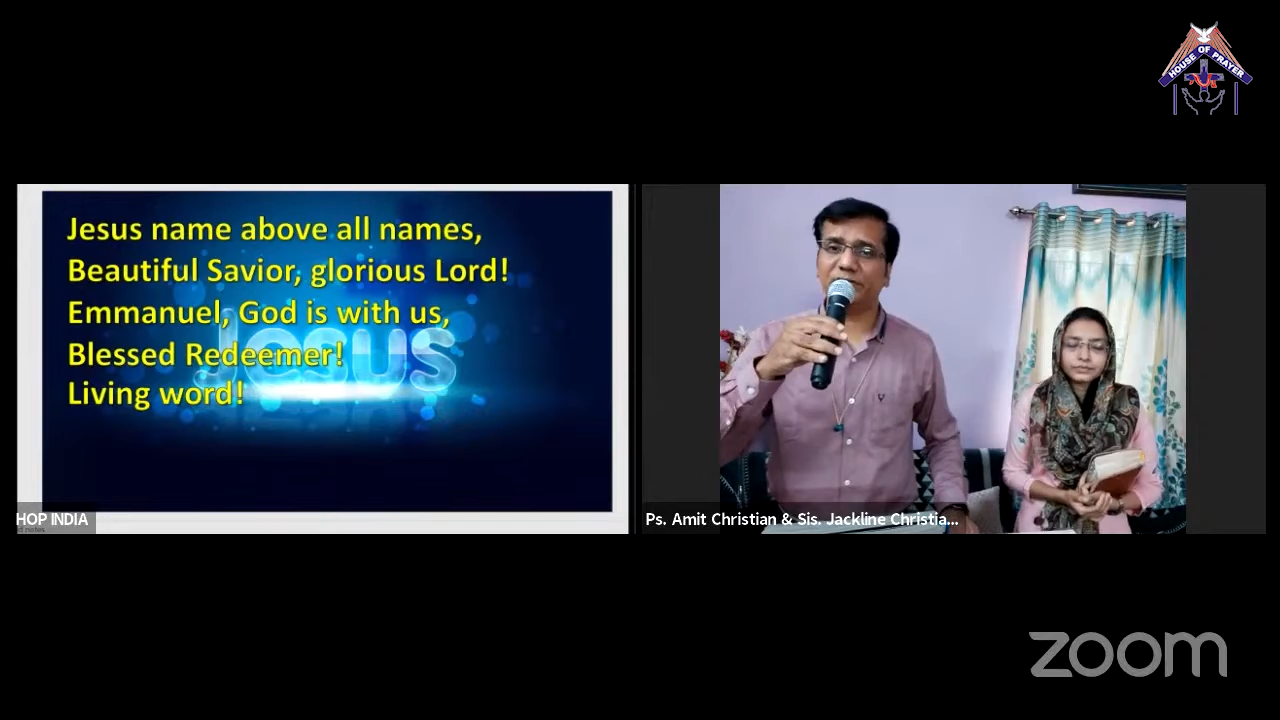 HOUSE OF PRAYER
Jesus name above all names,
Beautiful Savior, glorious Lord!
Emmanuel, God is with us,
Blessed Redeemer!
Living word!
Jesus
HOP INDIA
Ps. Amit Christian & Sis. Jackline Christia...
zoom